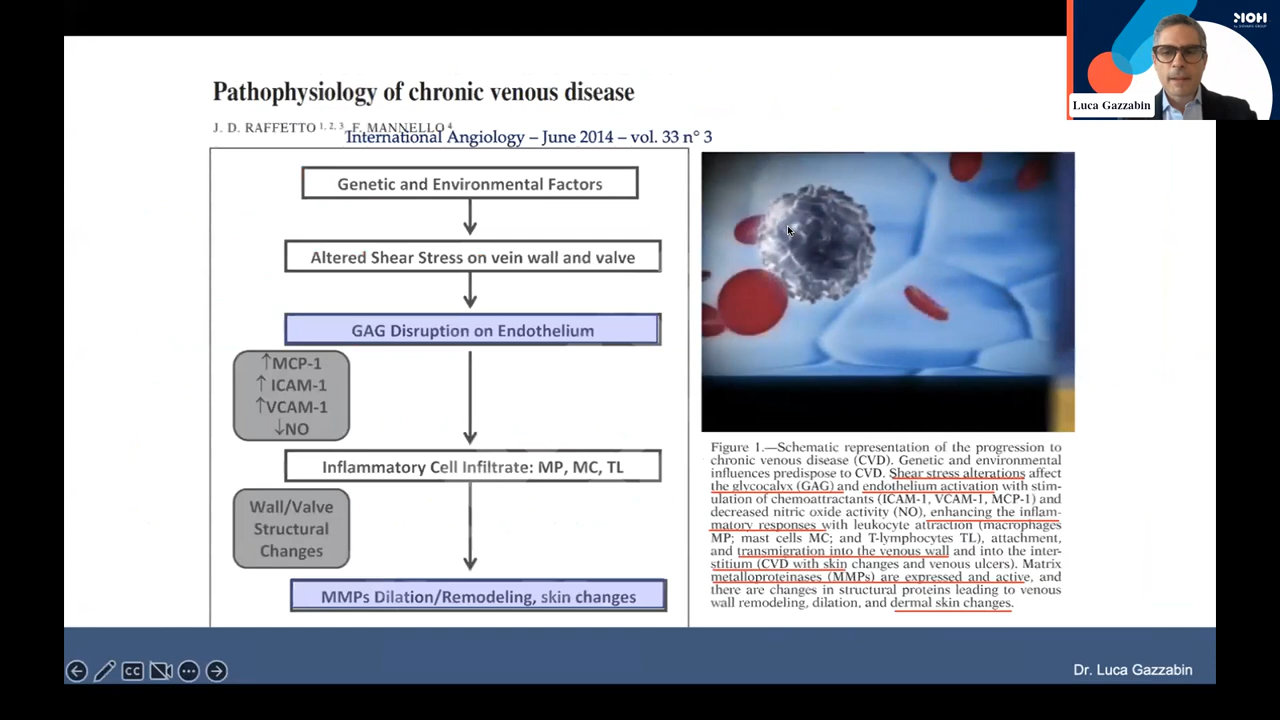 Pathophysiology of chronic venous disease
J. D. RAFFETTO 1, 2, 3, F. MANNELLO 4
International Angiology – June 2014 – vol. 33 n° 3
Genetic and Environmental Factors
Altered Shear Stress on vein wall and valve
GAG Disruption on Endothelium
↑MCP-1
↑ ICAM-1
↑VCAM-1
↓NO
Inflammatory Cell Infiltrate: MP, MC, TL
Wall/Valve
Structural
Changes
MMPs Dilation/Remodeling, skin changes
Figure 1.—Schematic representation of the progression to
chronic venous disease (CVD). Genetic and environmental
influences predispose to CVD. Shear stress alterations affect
the glycocalyx (GAG) and endothelium activation with stim-
ulation of chemoattractants (ICAM-1, VCAM-1, MCP-1) and
decreased nitric oxide activity (NO), enhancing the inflam-
matory responses with leukocyte attraction (macrophages
MP; mast cells MC; and T-lymphocytes TL), attachment,
and transmigration into the venous wall and into the inter-
stitium (CVD with skin changes and venous ulcers). Matrix
metalloproteinases (MMPs) are expressed and active, and
there are changes in structural proteins leading to venous
wall remodeling, dilation, and dermal skin changes.
CC
Dr. Luca Gazzabin
Luca Gazzabin
MOH